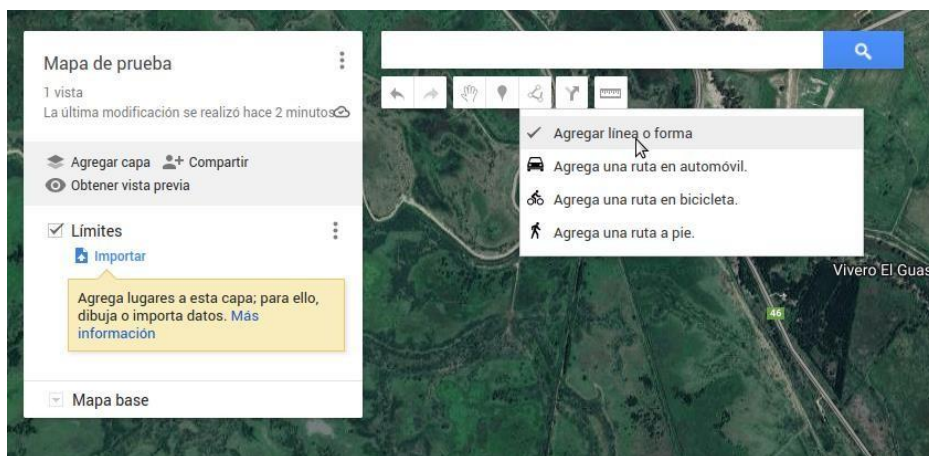 Mapa de prueba
1 vista
La última modificación se realizó hace 2 minutos
Agregar capa Compartir
Obtener vista previa
Límites
Importar
Agrega lugares a esta capa; para ello,
dibuja o importa datos. Más
información
Mapa base
Agregar línea o forma
Agrega una ruta en automóvil.
Agrega una ruta en bicicleta.
Agrega una ruta a pie.
Vivero El Guas
46